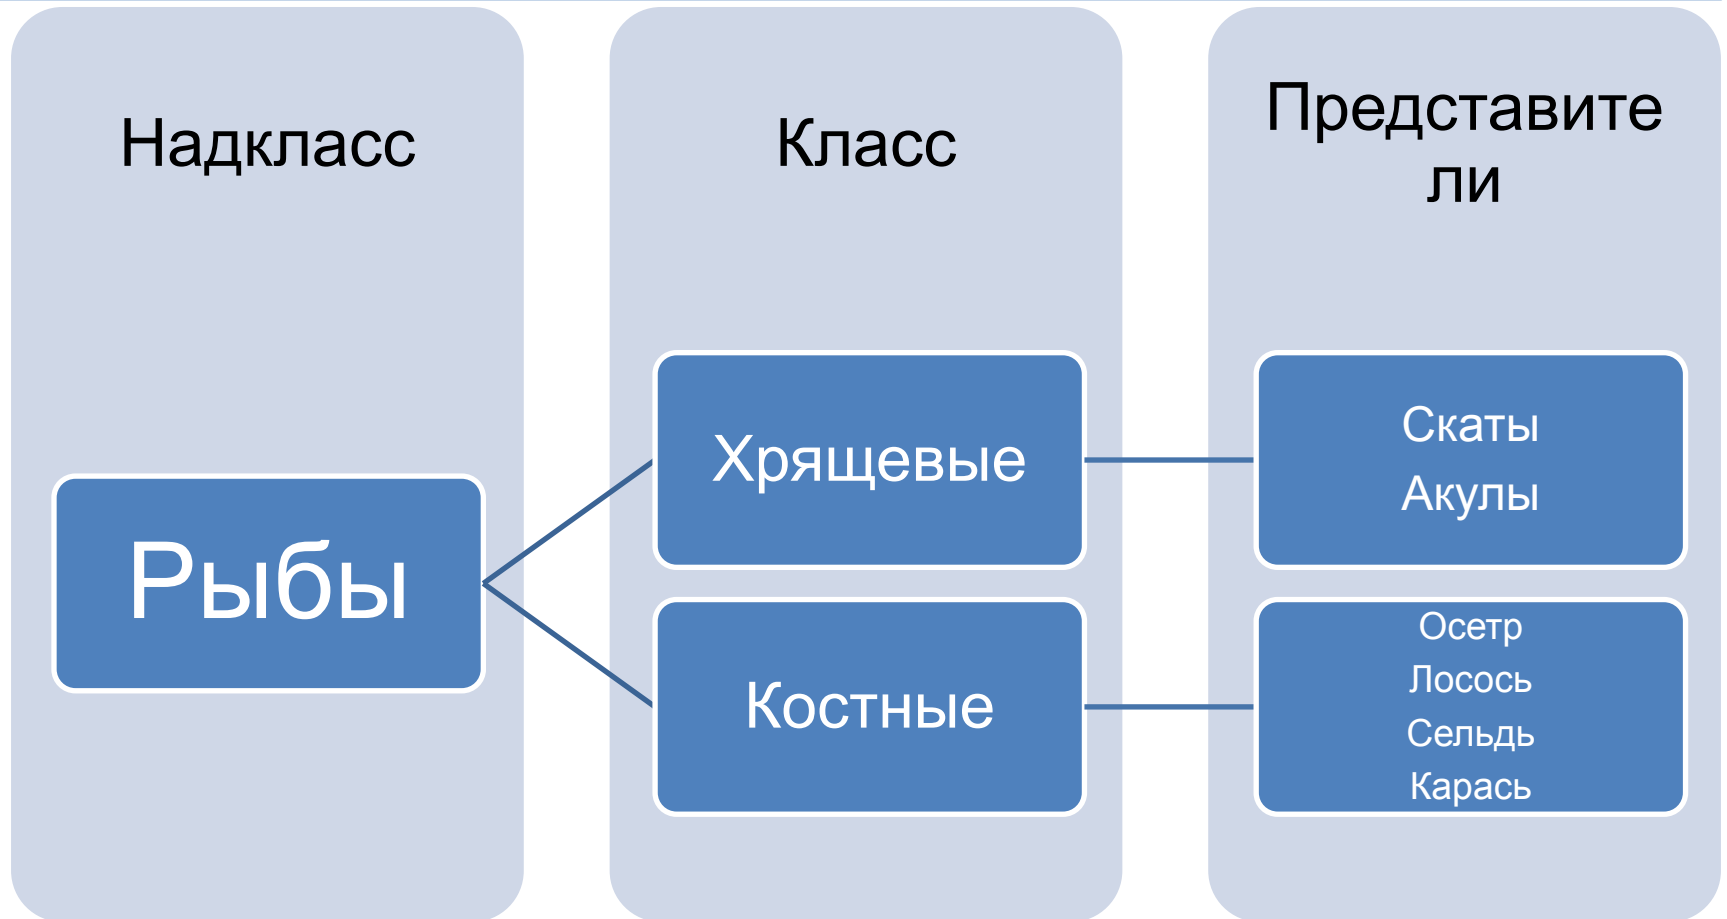 Надкласс
Класс
Представите
ли
Рыбы
Хрящевые
Скаты
Акулы
Костные
Осетр
Лосось
Сельдь
Карась